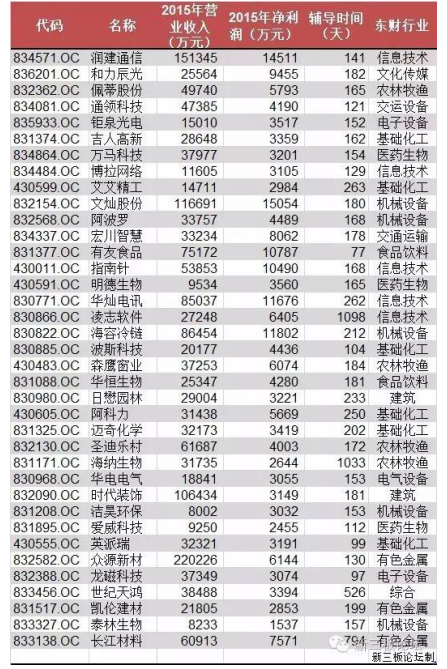 代码 名称 2015年营业收入（万元） 2015年净利润（万元） 辅导时间（天） 东财行业
834571.OC 润建通信 151345 14511 141 信息技术
836201.OC 和力辰光 25564 9455 182 文化传媒
832362.OC 佩蒂股份 49740 5793 165 农林牧渔
834081.OC 通领科技 47385 4190 121 交运设备
835933.OC 钜泉光电 15010 3517 152 电子设备
831374.OC 吉人高新 28648 3359 162 基础化工
834864.OC 万马科技 37977 3201 154 医药生物
834484.OC 博拉网络 11605 3105 129 信息技术
430599.OC 艾艾精工 14711 2984 263 基础化工
832154.OC 文灿股份 116691 15054 180 机械设备
832568.OC 阿波罗 33757 4489 168 机械设备
834337.OC 宏川智慧 33234 8062 178 交通运输
831377.OC 有友食品 75172 10787 77 食品饮料
430011.OC 指南针 53853 10490 168 信息技术
430591.OC 明德生物 9534 3560 165 医药生物
830771.OC 华灿电讯 85037 11676 262 信息技术
830866.OC 凌志软件 27248 6405 1098 信息技术
830822.OC 海容冷链 86454 11802 212 机械设备
830885.OC 波斯科技 20177 4436 104 基础化工
430483.OC 森鹰窗业 37253 6074 184 农林牧渔
831088.OC 华恒生物 25347 4280 181 食品饮料
830980.OC 日懋园林 29004 3221 233 建筑
430605.OC 阿科力 31438 5669 250 基础化工
831325.OC 迈奇化学 32173 3419 202 基础化工
832130.OC 圣迪乐村 61687 4003 172 农林牧渔
831171.OC 海纳生物 31735 2644 1033 农林牧渔
830968.OC 华电电气 18841 3055 153 电气设备
832090.OC 时代装饰 106434 3149 181 建筑
831208.OC 洁昊环保 8002 3032 153 机械设备
831895.OC 爱威科技 9250 2455 112 医药生物
430555.OC 英派瑞 32321 3191 99 基础化工
832582.OC 众源新材 220226 6144 130 有色金属
832388.OC 龙磁科技 37349 3074 97 电子设备
833456.OC 世纪天鸿 38488 3394 526 综合
831517.OC 凯伦建材 21805 2853 199 有色金属
833327.OC 泰林生物 8233 1537 157 机械设备
833138.OC 长江材料 60913 7571 794 有色金属
新三板论坛制